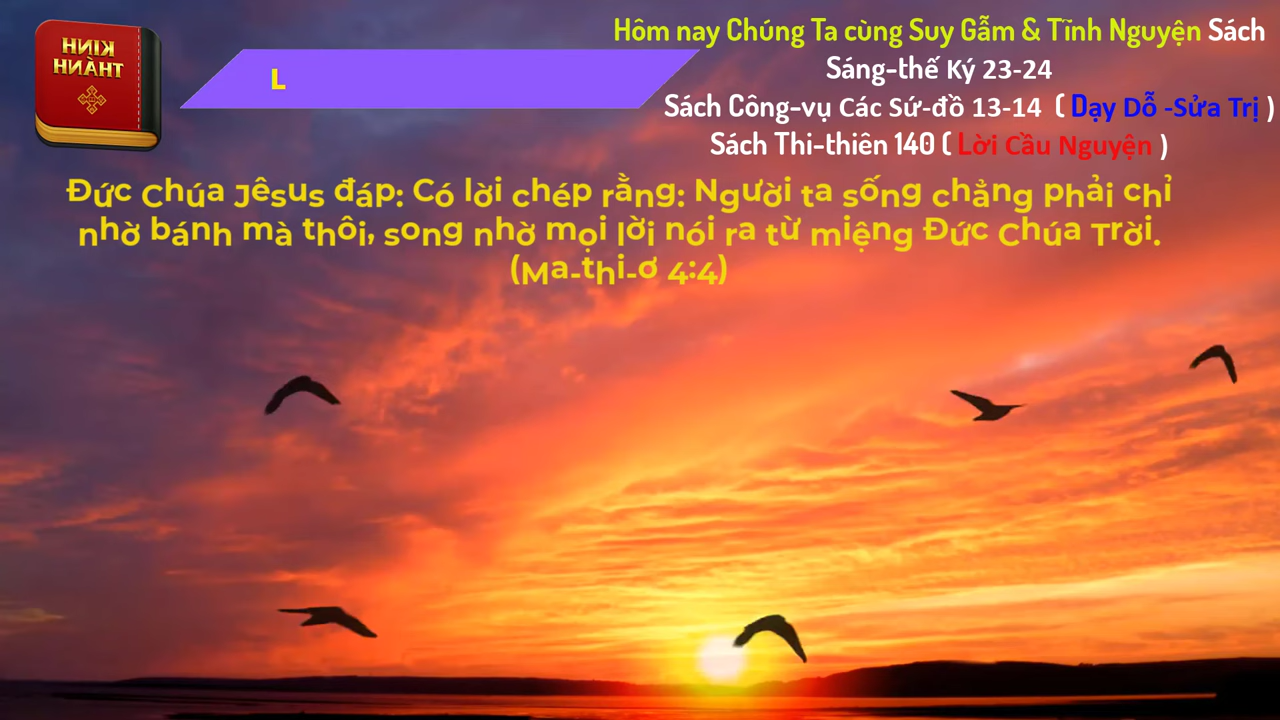 KINH
THÁNH
L
Hôm nay Chúng Ta cùng Suy Gẫm & Tĩnh Nguyện Sách
Sáng-thế Ký 23-24
Sách Công-vụ Các Sứ-đồ 13-14 ( Dạy Dỗ -Sửa Trị )
Sách Thi-thiên 140 ( Lời Cầu Nguyện )
Đức Chúa Jêsus đáp: Có lời chép rằng: Người ta sống chẳng phải chỉ
nhờ bánh mà thôi, song nhờ mọi lời nói ra từ miệng Đức Chúa Trời.
(Ma-thi-ơ 4:4)